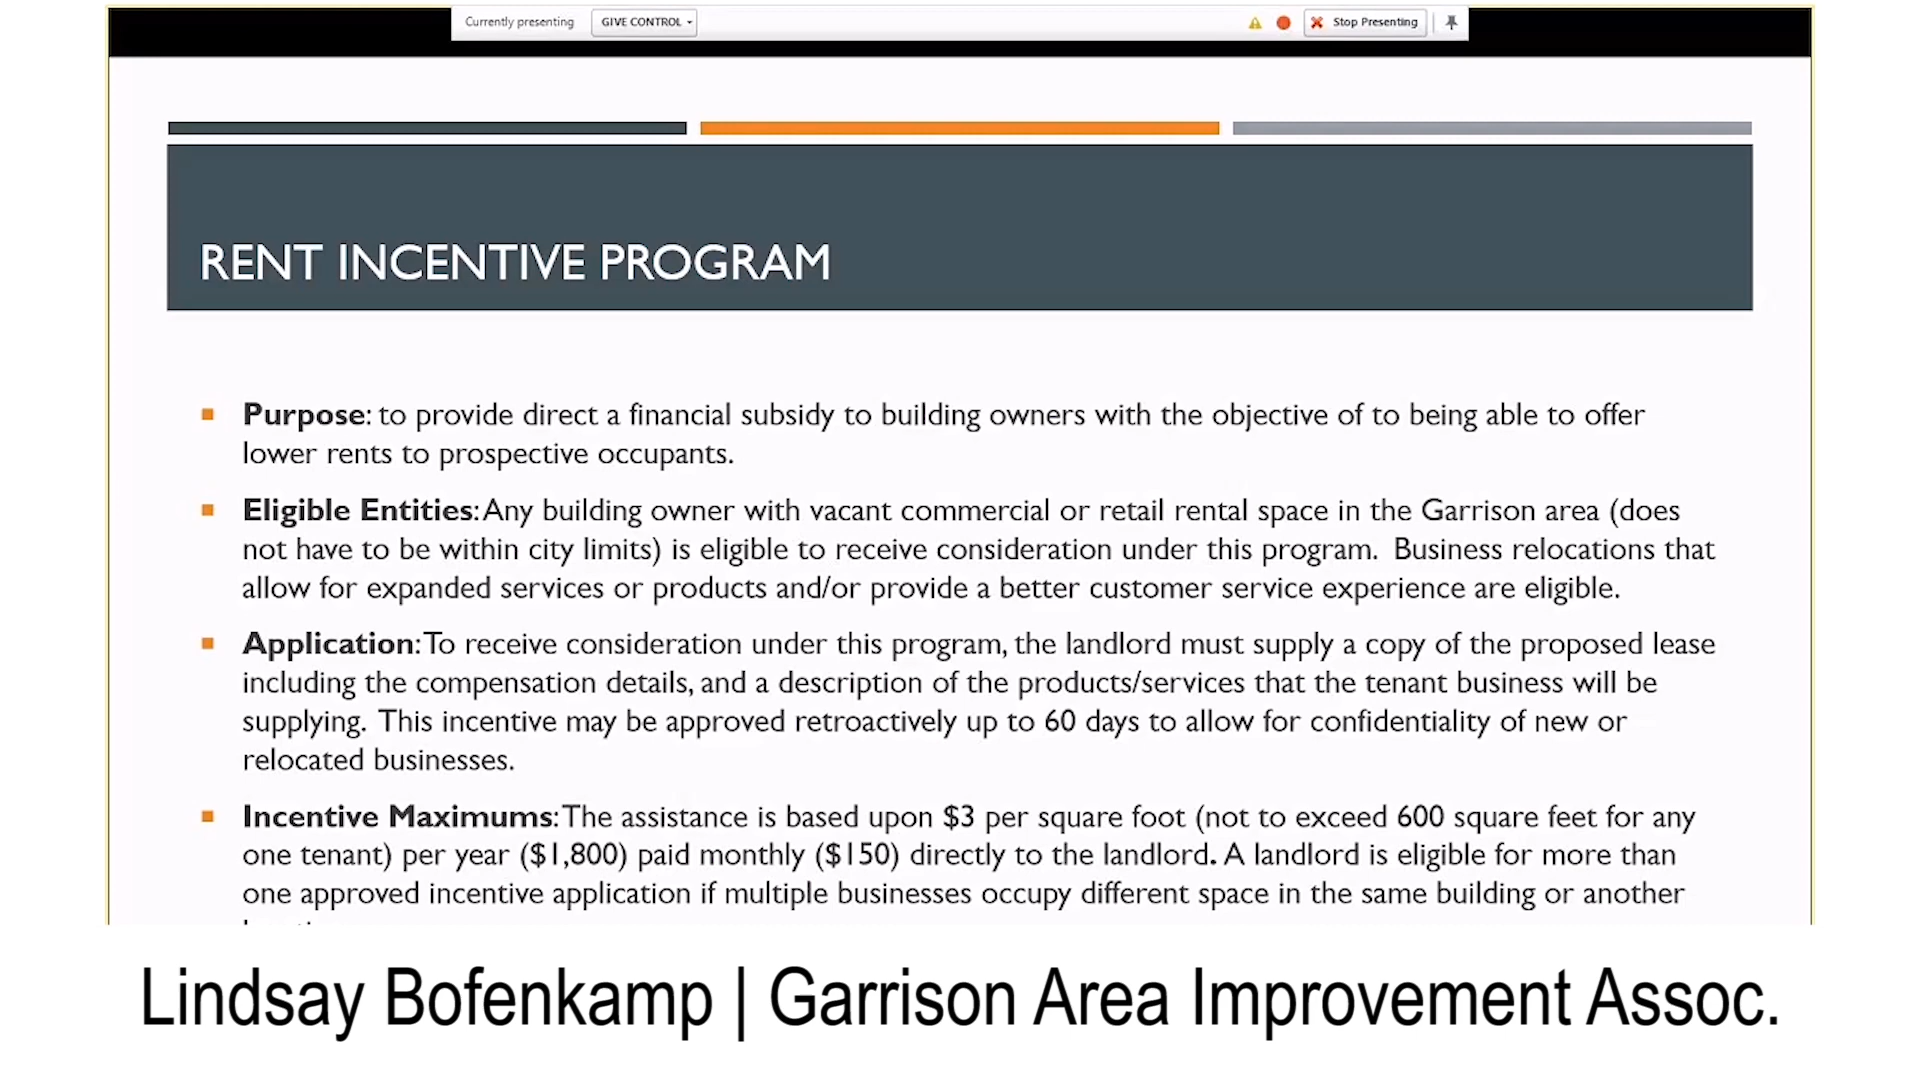 Currently presenting GIVE CONTROL Stop Presenting
RENT INCENTIVE PROGRAM
Purpose: to provide direct a financial subsidy to building owners with the objective of to being able to offer
lower rents to prospective occupants.
Eligible Entities: Any building owner with vacant commercial or retail rental space in the Garrison area (does
not have to be within city limits) is eligible to receive consideration under this program. Business relocations that
allow for expanded services or products and/or provide a better customer service experience are eligible.
Application: To receive consideration under this program, the landlord must supply a copy of the proposed lease
including the compensation details, and a description of the products/services that the tenant business will be
supplying. This incentive may be approved retroactively up to 60 days to allow for confidentiality of new or
relocated businesses.
Incentive Maximums: The assistance is based upon $3 per square foot (not to exceed 600 square feet for any
one tenant) per year ($1,800) paid monthly ($150) directly to the landlord. A landlord is eligible for more than
one approved incentive application if multiple businesses occupy different space in the same building or another
Lindsay Bofenkamp | Garrison Area Improvement Assoc.